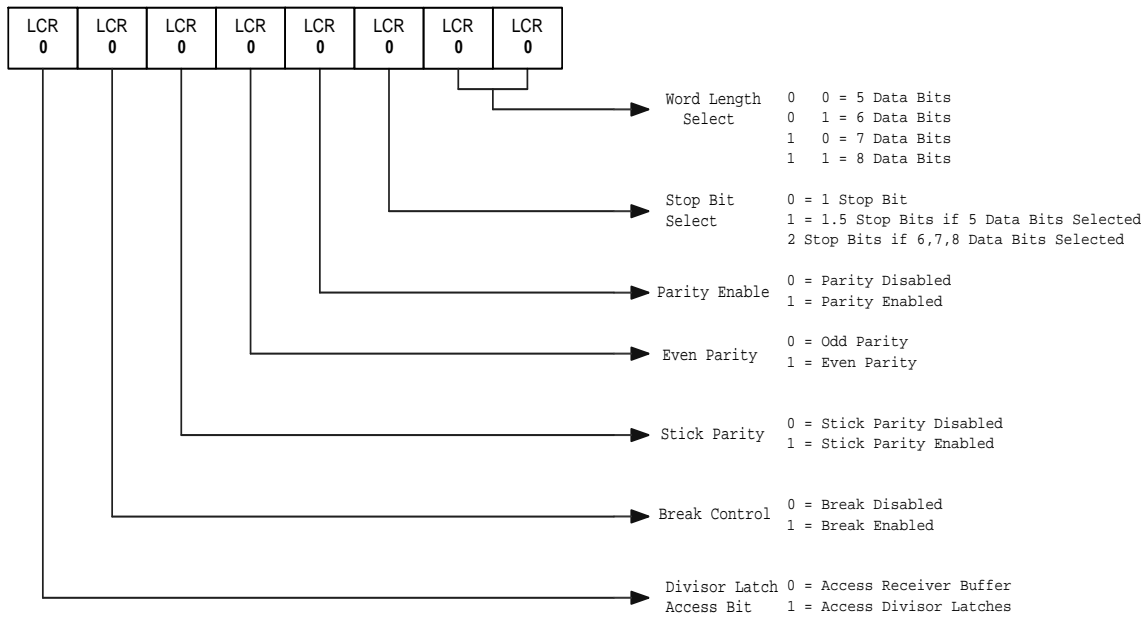 LCR LCR LCR LCR LCR LCR LCR LCR
0 0 0 0 0 0 0 0
Word Length
Select
0 0 = 5 Data Bits
0 1 = 6 Data Bits
1 0 = 7 Data Bits
1 1 = 8 Data Bits
Stop Bit
Select
0 = 1 Stop Bit
1 = 1.5 Stop Bits if 5 Data Bits Selected
2 Stop Bits if 6,7,8 Data Bits Selected
Parity Enable
0 = Parity Disabled
1 = Parity Enabled
Even Parity
0 = Odd Parity
1 = Even Parity
Stick Parity
0 = Stick Parity Disabled
1 = Stick Parity Enabled
Break Control
0 = Break Disabled
1 = Break Enabled
Divisor Latch
Access Bit
0 = Access Receiver Buffer
1 = Access Divisor Latches